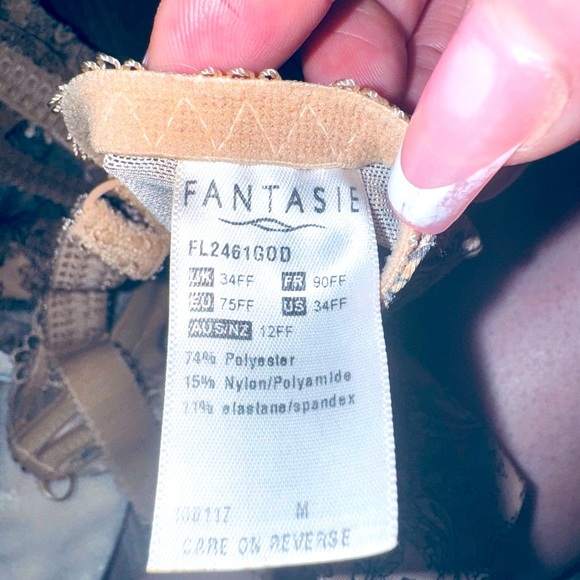 FANTASIE
FL2461GOD
UK 34FF FR 90FF
EU 75FF US 34FF
AUS/NZ 12FF
74% Polyester
15% Nylon/Polyamide
11% elastane/spandex
M
CARE ON REVERSE